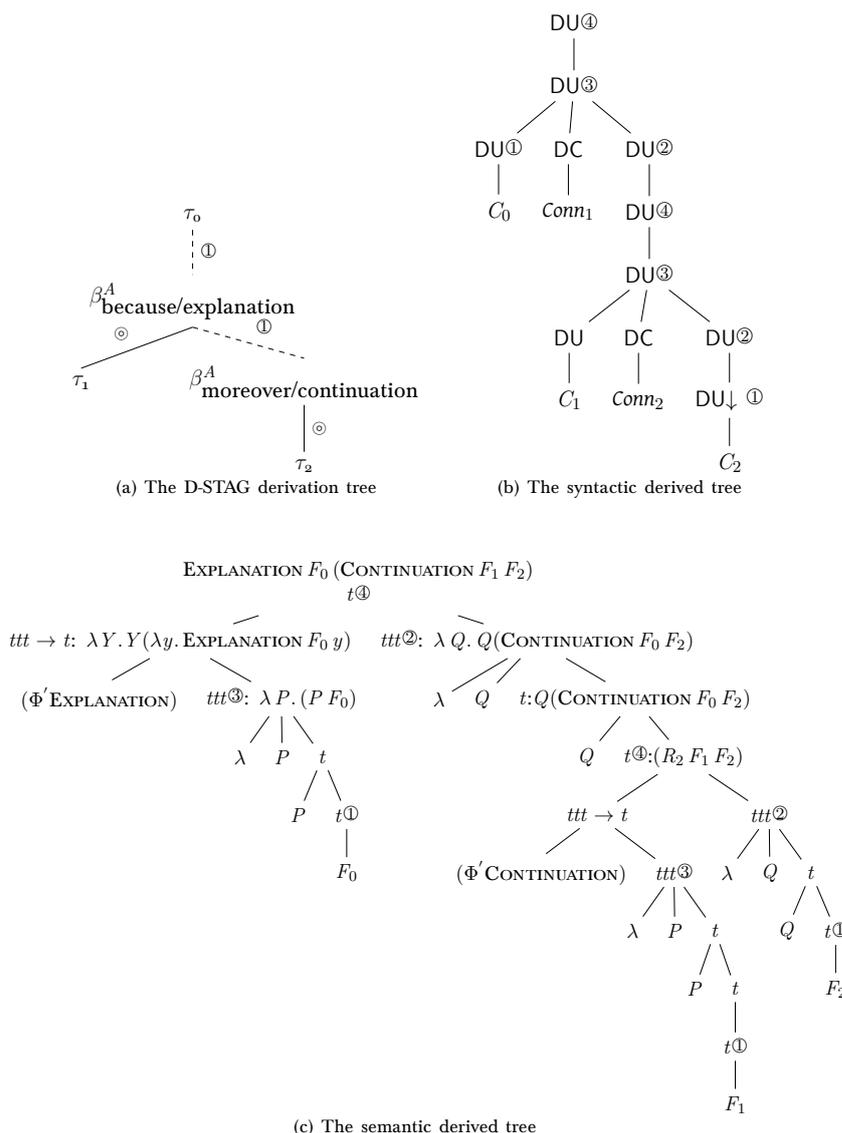 DU④
DU③
DU① DC DU②
C₀ Conn₁ DU④
DU③
DU DC DU②
C₁ Conn₂ DU↓ ①
C₂
τ₀
①
β^A because/explanation
◎ ①
τ₁
β^A moreover/continuation
◎
τ₂
(a) The D-STAG derivation tree
(b) The syntactic derived tree
EXPLANATION F₀ (CONTINUATION F₁ F₂)
t④
ttt → t: λY.Y(λy.EXPLANATION F₀ y) ttt②: λQ.Q(CONTINUATION F₀ F₂)
(Φ′EXPLANATION) ttt③: λP.(P F₀) λ Q t:Q(CONTINUATION F₀ F₂)
λ P t Q t④:(R₂ F₁ F₂)
P t① ttt → t ttt②
F₀ (Φ′CONTINUATION) ttt③ λ Q t
λ P t Q t①
P t F₂
t①
F₁
(c) The semantic derived tree